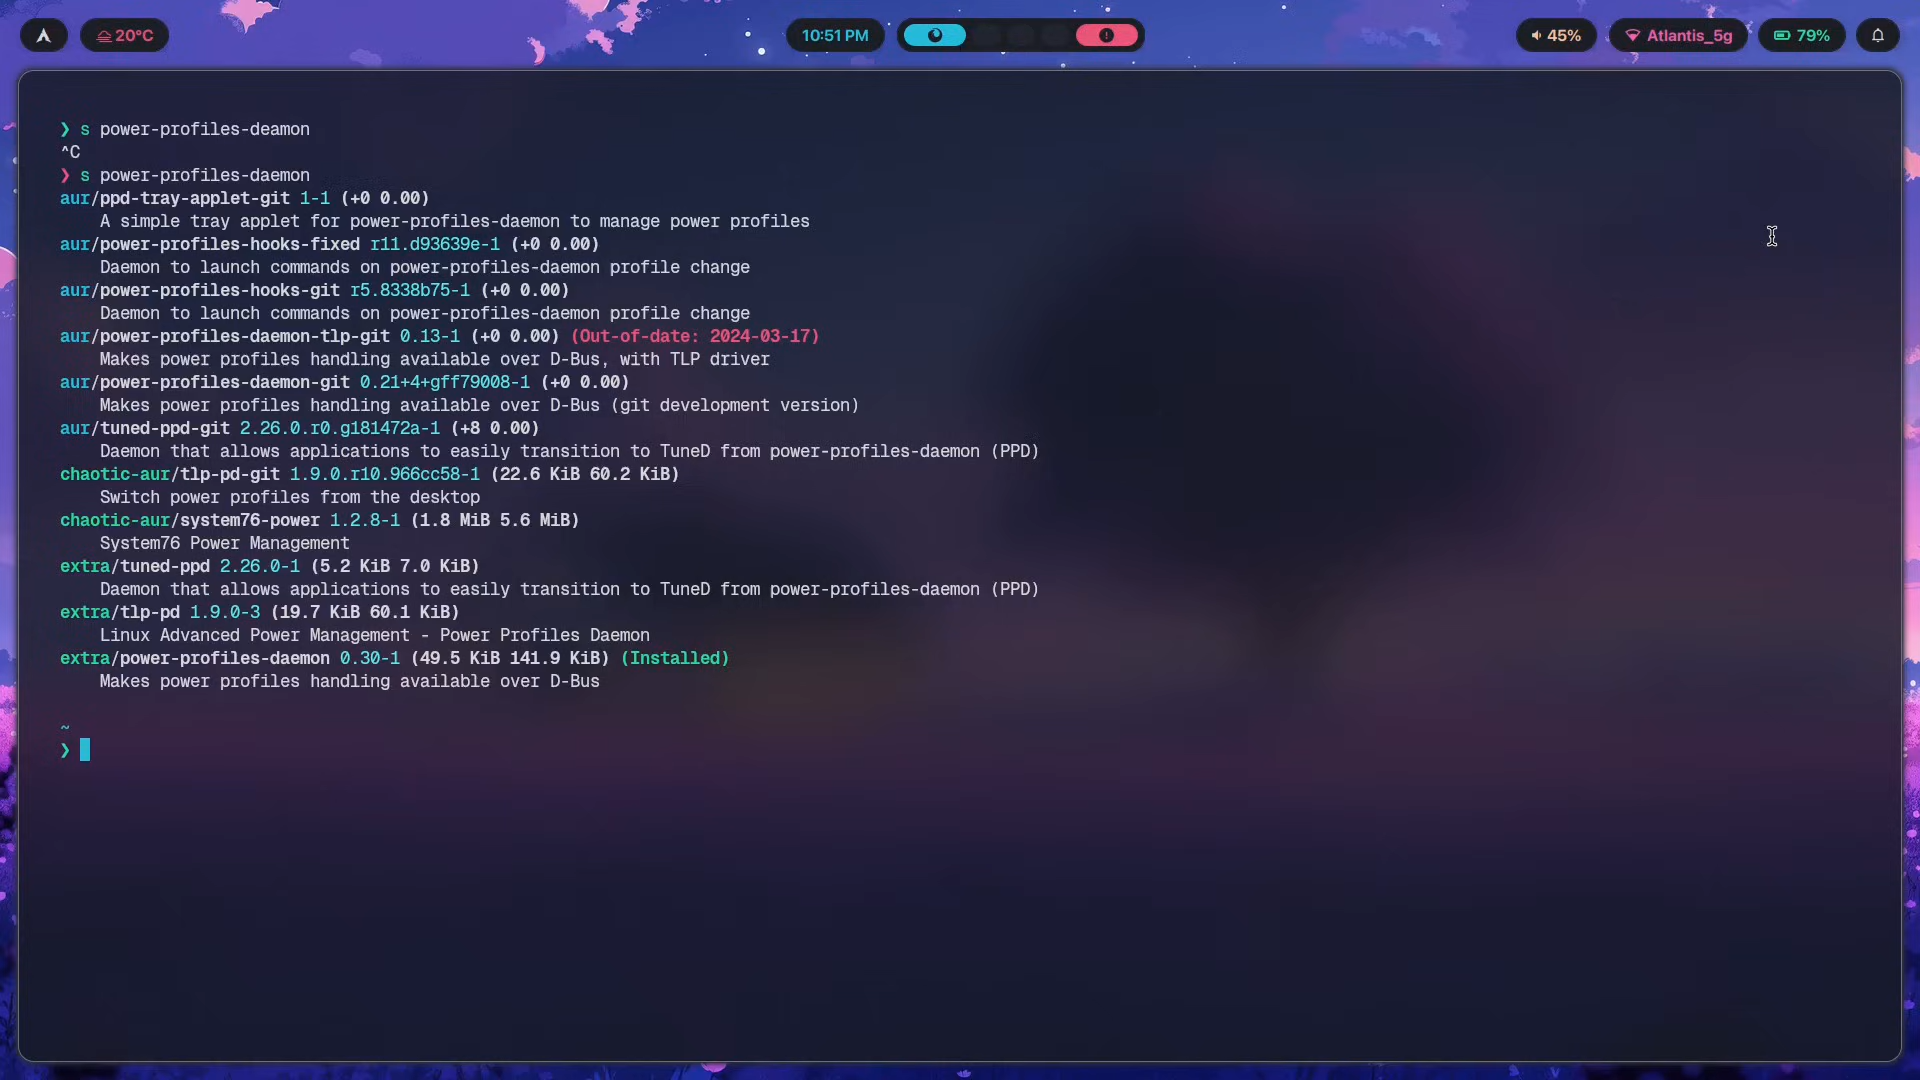 20°C
10:51 PM
45%
Atlantis_5g
79%
❯ s power-profiles-deamon
^C
❯ s power-profiles-daemon
aur/ppd-tray-applet-git 1-1 (+0 0.00)
A simple tray applet for power-profiles-daemon to manage power profiles
aur/power-profiles-hooks-fixed r11.d93639e-1 (+0 0.00)
Daemon to launch commands on power-profiles-daemon profile change
aur/power-profiles-hooks-git r5.8338b75-1 (+0 0.00)
Daemon to launch commands on power-profiles-daemon profile change
aur/power-profiles-daemon-tlp-git 0.13-1 (+0 0.00) (Out-of-date: 2024-03-17)
Makes power profiles handling available over D-Bus, with TLP driver
aur/power-profiles-daemon-git 0.21+4+gff79008-1 (+0 0.00)
Makes power profiles handling available over D-Bus (git development version)
aur/tuned-ppd-git 2.26.0.r0.g181472a-1 (+8 0.00)
Daemon that allows applications to easily transition to TuneD from power-profiles-daemon (PPD)
chaotic-aur/tlp-pd-git 1.9.0.r10.966cc58-1 (22.6 KiB 60.2 KiB)
Switch power profiles from the desktop
chaotic-aur/system76-power 1.2.8-1 (1.8 MiB 5.6 MiB)
System76 Power Management
extra/tuned-ppd 2.26.0-1 (5.2 KiB 7.0 KiB)
Daemon that allows applications to easily transition to TuneD from power-profiles-daemon (PPD)
extra/tlp-pd 1.9.0-3 (19.7 KiB 60.1 KiB)
Linux Advanced Power Management - Power Profiles Daemon
extra/power-profiles-daemon 0.30-1 (49.5 KiB 141.9 KiB) (Installed)
Makes power profiles handling available over D-Bus
~
❯